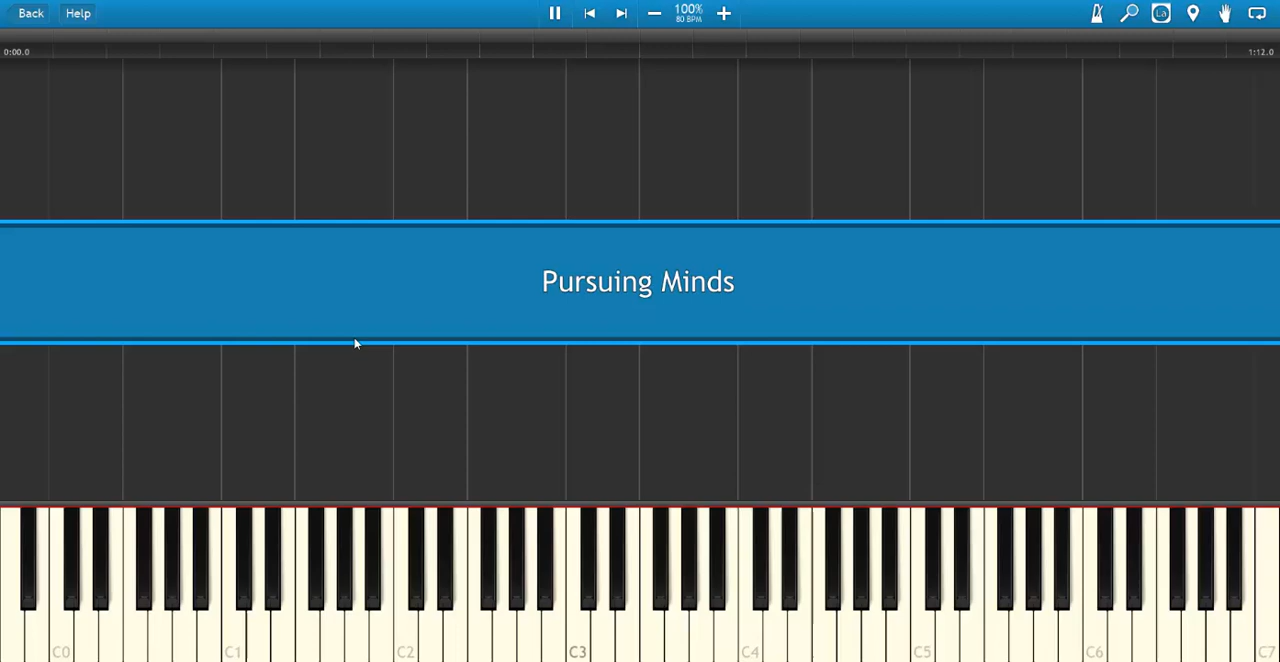 Back Help 100% La
80 BPM
0:00.0 1:12.0
Pursuing Minds
C0 C1 C2 C3 C4 C5 C6 C7